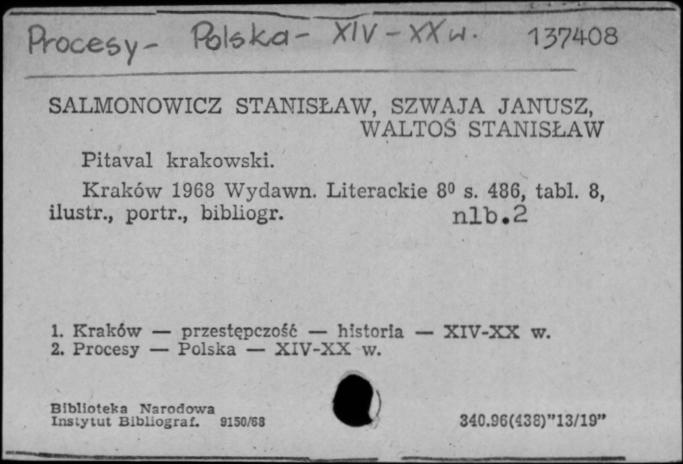 Procesy - Polska - XIV - XX w. 137408
SALMONOWICZ STANISŁAW, SZWAJA JANUSZ,
WALTOŚ STANISŁAW
Pitaval krakowski.
Kraków 1968 Wydawn. Literackie 8⁰ s. 486, tabl. 8,
ilustr., portr., bibliogr. nlb.2
1. Kraków — przestępczość — historia — XIV-XX w.
2. Procesy — Polska — XIV-XX w.
Biblioteka Narodowa
Instytut Bibliograf. 9150/68 340.96(438)"13/19"